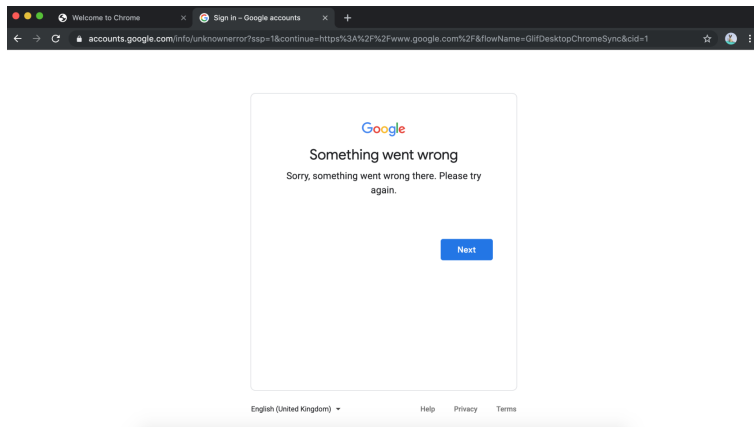 Welcome to Chrome
Sign in – Google accounts
accounts.google.com/info/unknownerror?ssp=1&continue=https%3A%2F%2Fwww.google.com%2F&flowName=GlifDesktopChromeSync&cid=1
Google
Something went wrong
Sorry, something went wrong there. Please try
again.
Next
English (United Kingdom)
Help Privacy Terms